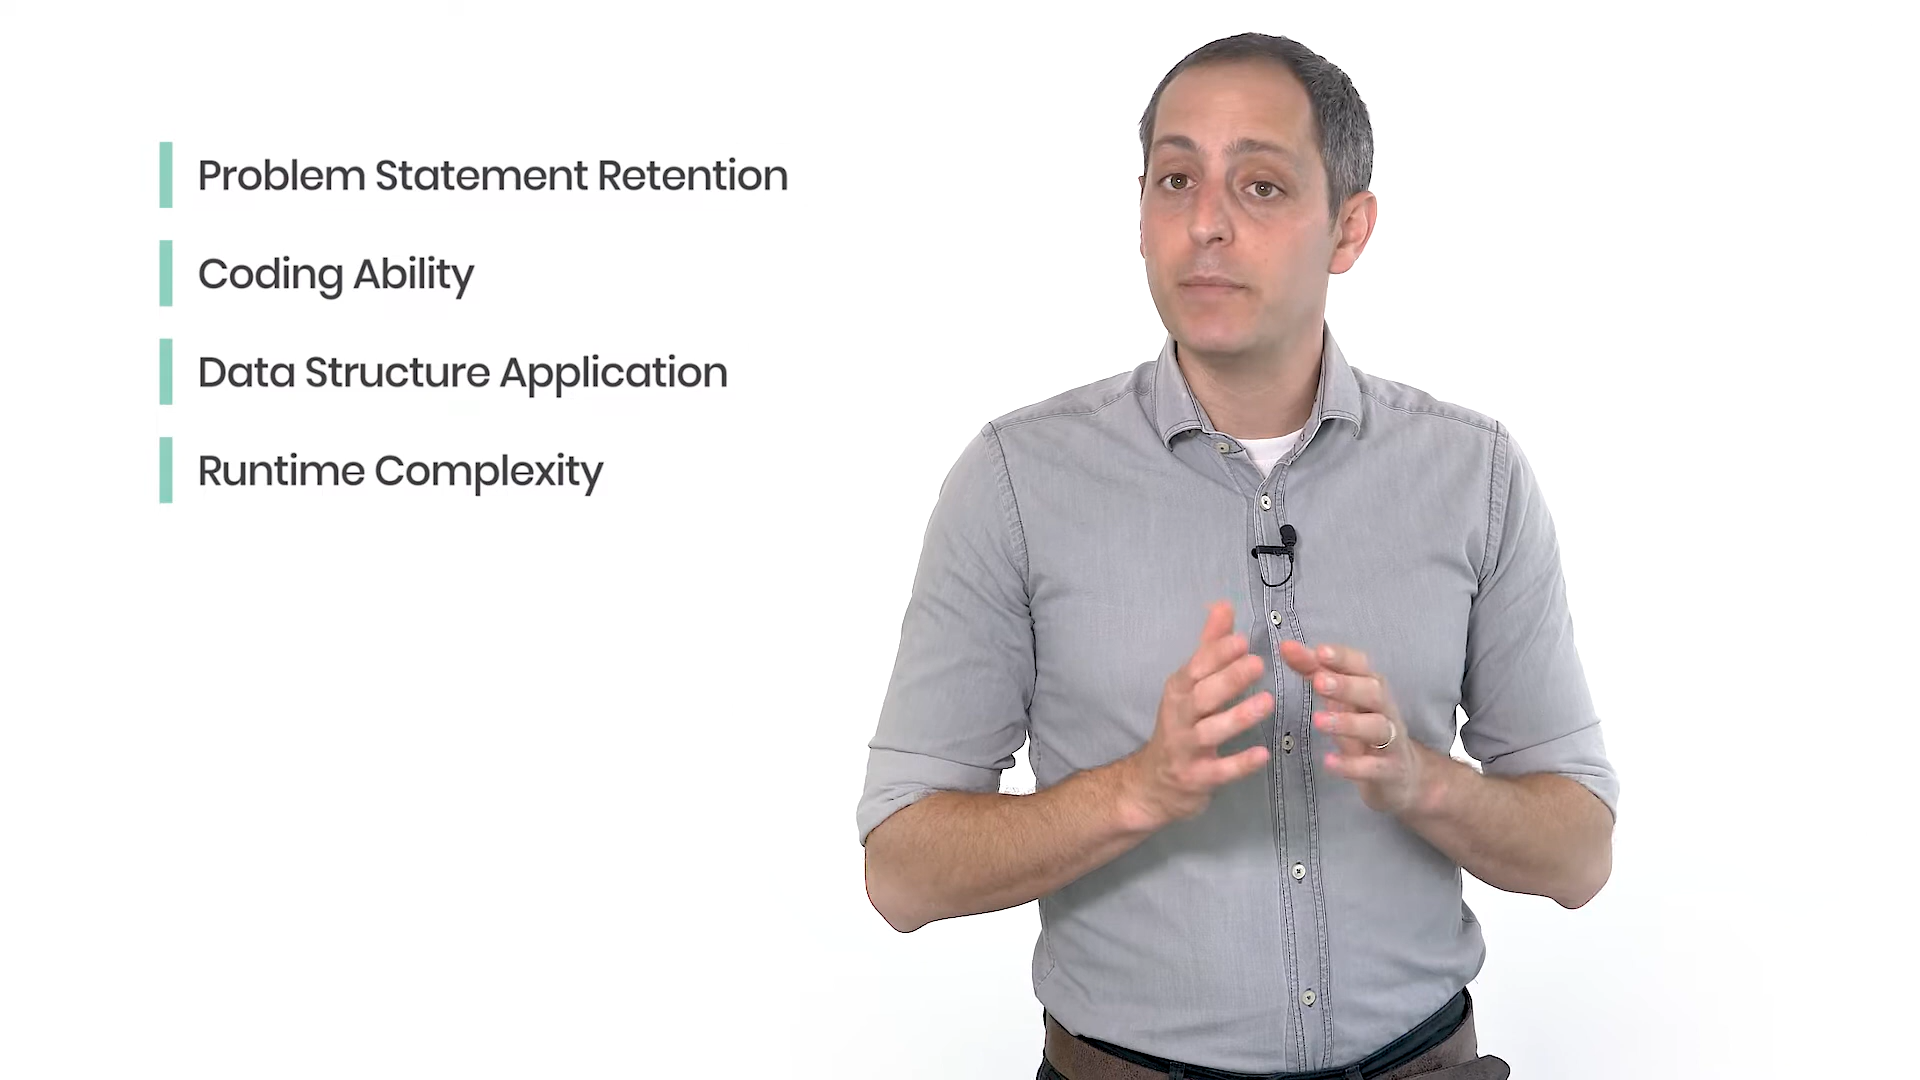 Problem Statement Retention
Coding Ability
Data Structure Application
Runtime Complexity